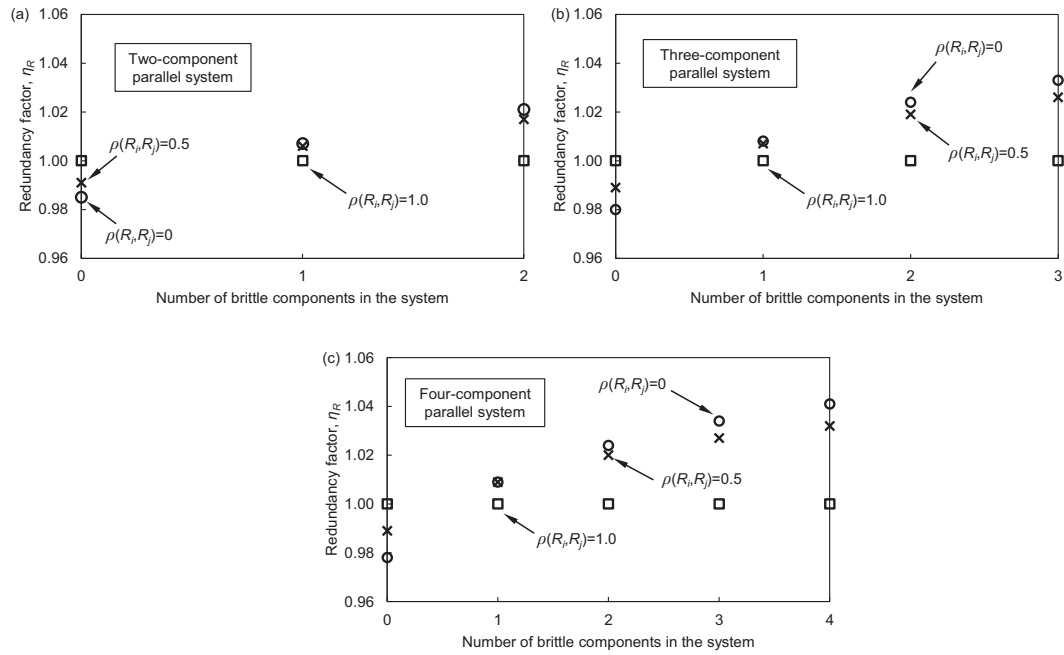 (a)
1.06
1.04
1.02
1.00
0.98
0.96
Redundancy factor, ηR
Two-component
parallel system
ρ(Ri,Rj)=0.5
ρ(Ri,Rj)=1.0
ρ(Ri,Rj)=0
0
1
2
Number of brittle components in the system
(b)
1.06
1.04
1.02
1.00
0.98
0.96
Redundancy factor, ηR
Three-component
parallel system
ρ(Ri,Rj)=0
ρ(Ri,Rj)=0.5
ρ(Ri,Rj)=1.0
0
1
2
3
Number of brittle components in the system
(c)
1.06
1.04
1.02
1.00
0.98
0.96
Redundancy factor, ηR
Four-component
parallel system
ρ(Ri,Rj)=0
ρ(Ri,Rj)=0.5
ρ(Ri,Rj)=1.0
0
1
2
3
4
Number of brittle components in the system